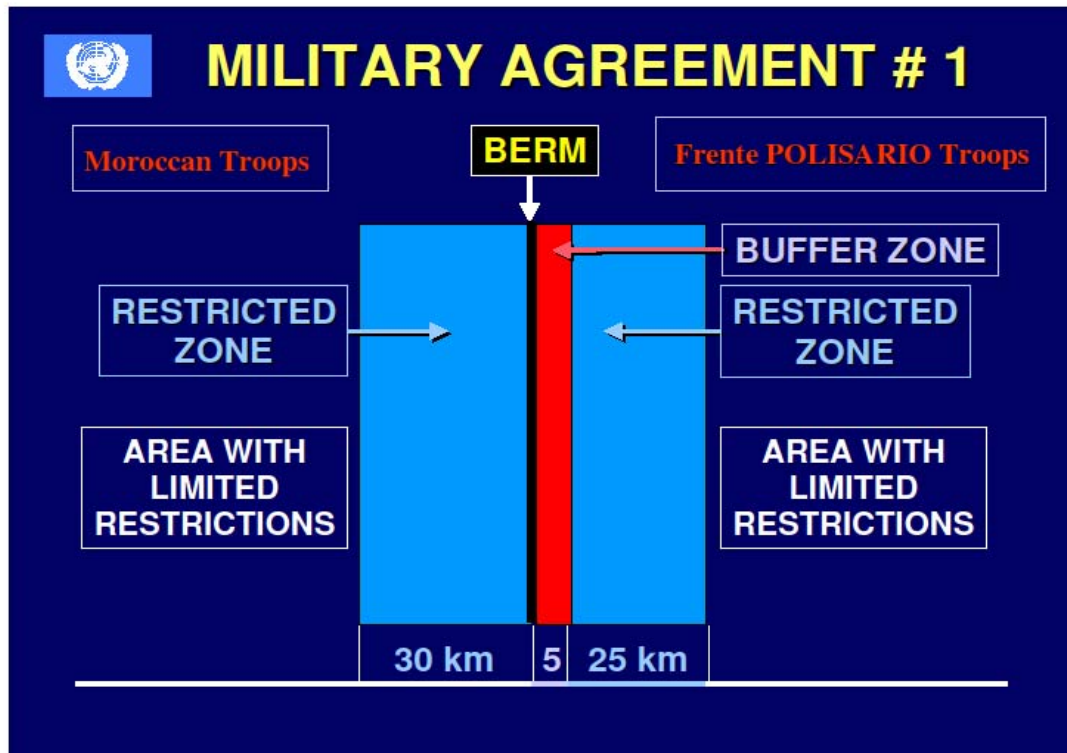 MILITARY AGREEMENT # 1
Moroccan Troops
BERM
Frente POLISARIO Troops
BUFFER ZONE
RESTRICTED
ZONE
RESTRICTED
ZONE
AREA WITH
LIMITED
RESTRICTIONS
AREA WITH
LIMITED
RESTRICTIONS
30 km
5
25 km